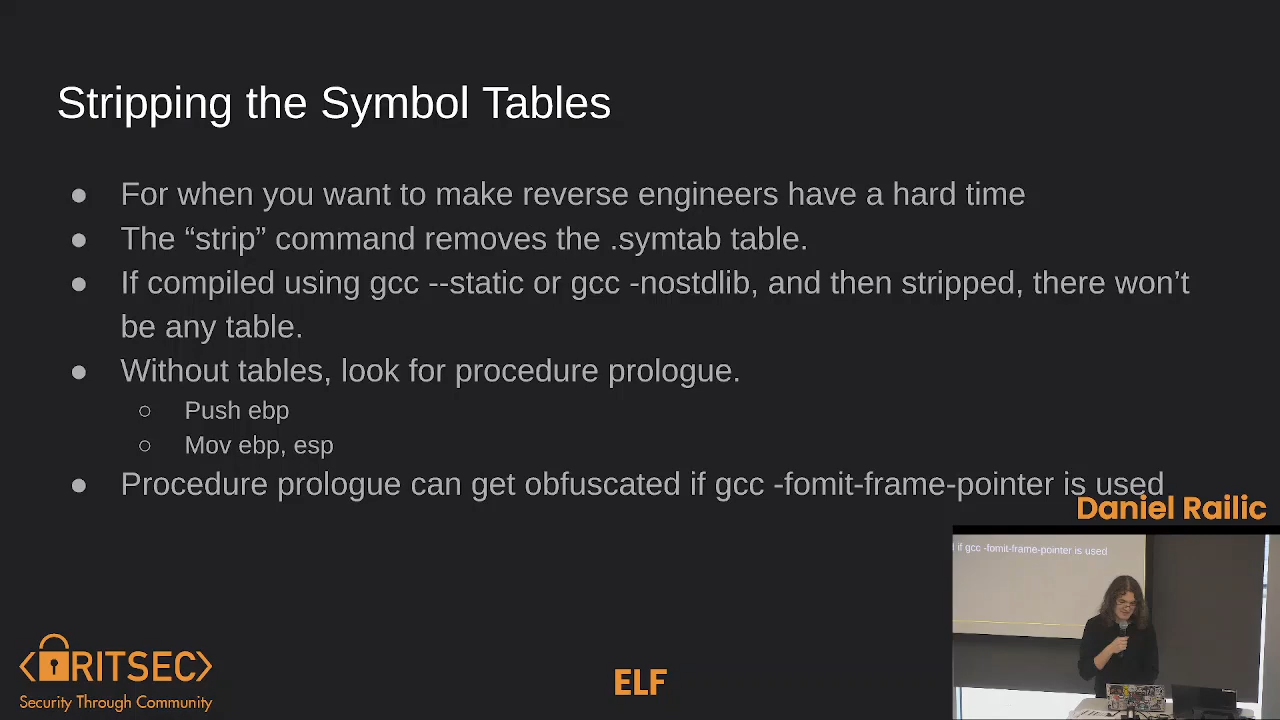 Stripping the Symbol Tables
● For when you want to make reverse engineers have a hard time
● The “strip” command removes the .symtab table.
● If compiled using gcc --static or gcc -nostdlib, and then stripped, there won’t
be any table.
● Without tables, look for procedure prologue.
○ Push ebp
○ Mov ebp, esp
● Procedure prologue can get obfuscated if gcc -fomit-frame-pointer is used
Daniel Railic
if gcc -fomit-frame-pointer is used
RITSEC
Security Through Community
ELF